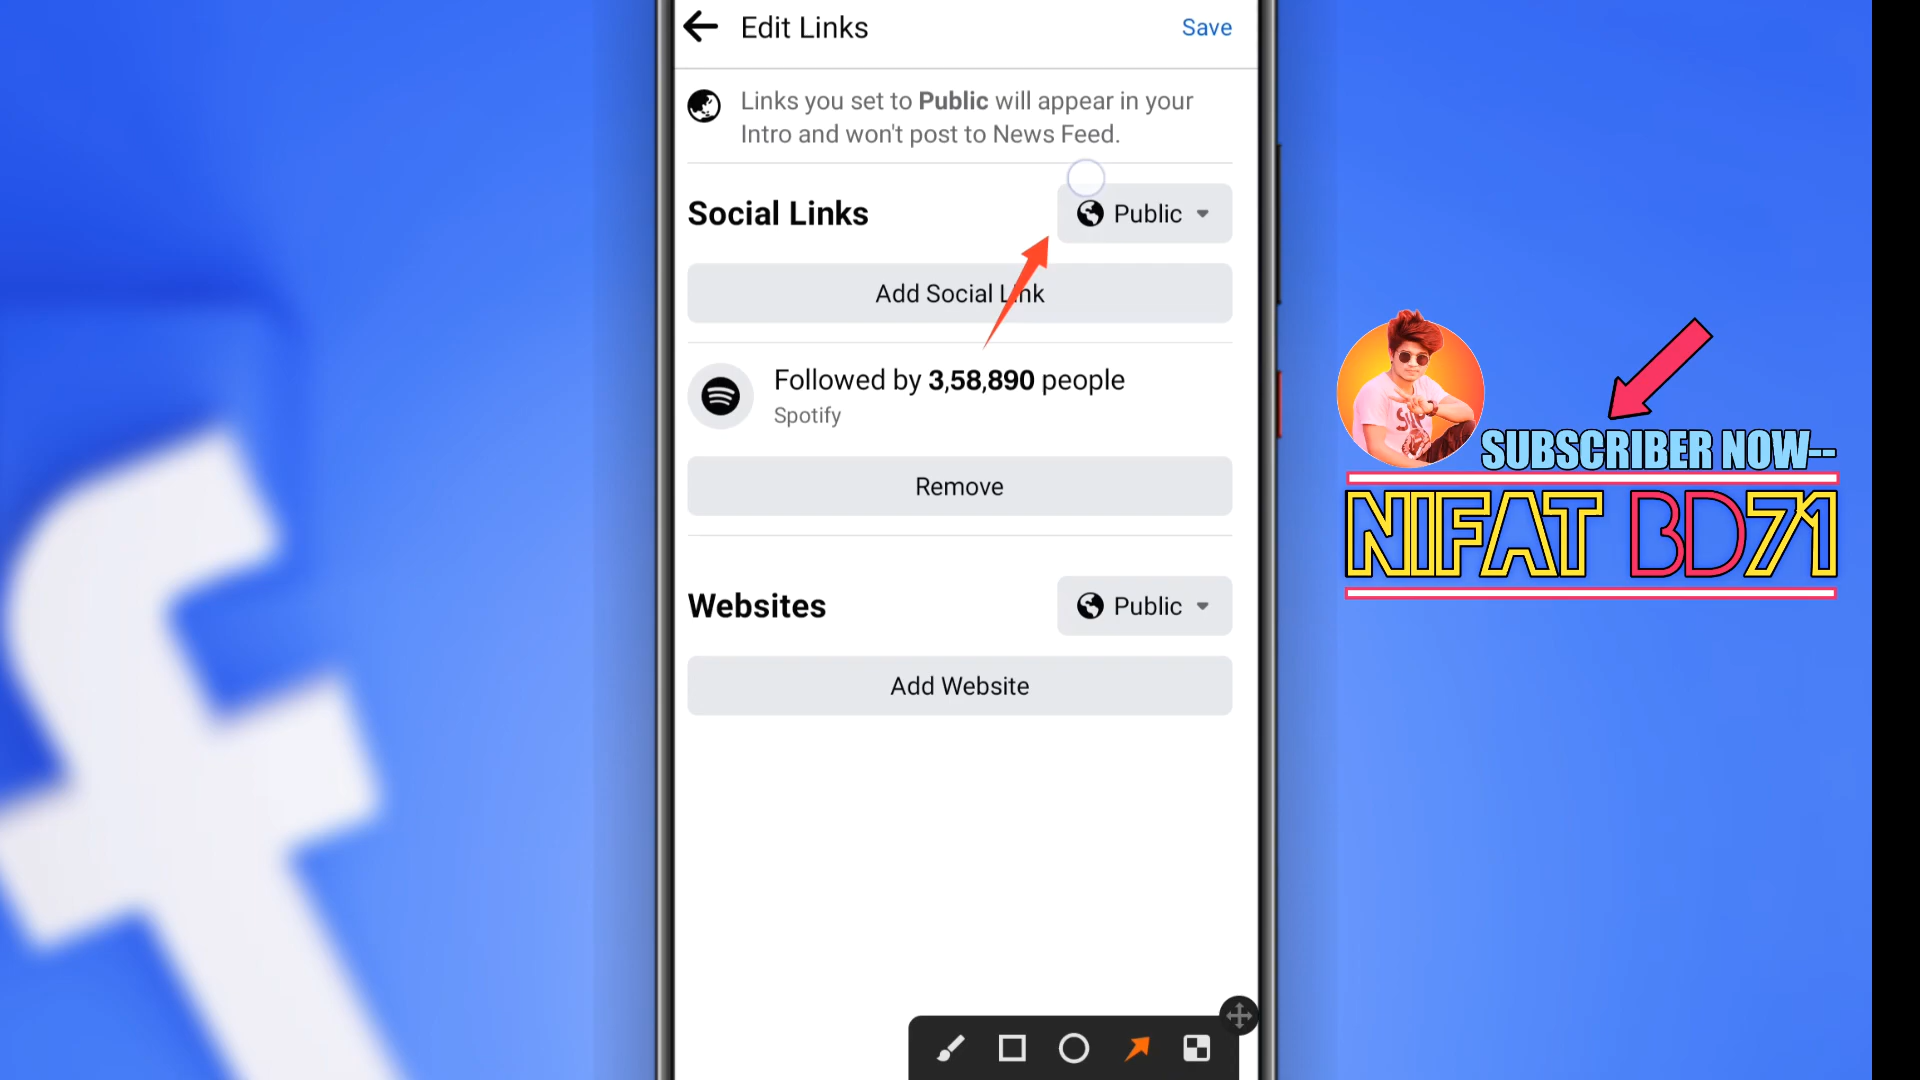 Edit Links
Save
Links you set to Public will appear in your
Intro and won't post to News Feed.
Social Links
Public
Add Social Link
Followed by 3,58,890 people
Spotify
Remove
Websites
Public
Add Website
SUBSCRIBER NOW--
NIFAT BD71